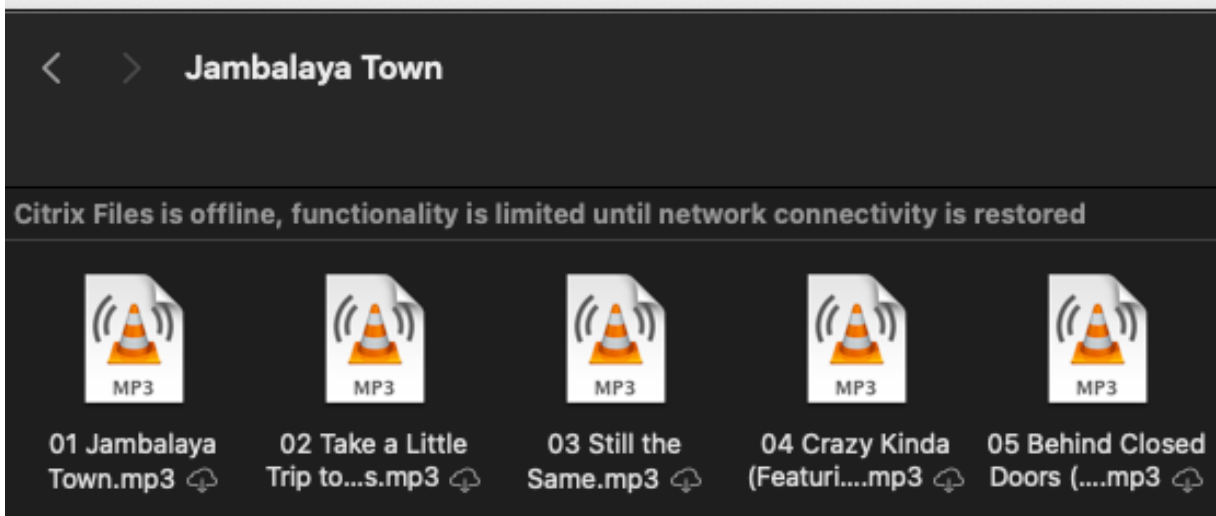 Jambalaya Town
Citrix Files is offline, functionality is limited until network connectivity is restored
MP3 MP3 MP3 MP3 MP3
01 Jambalaya
Town.mp3
02 Take a Little
Trip to...s.mp3
03 Still the
Same.mp3
04 Crazy Kinda
(Featuri....mp3
05 Behind Closed
Doors (....mp3